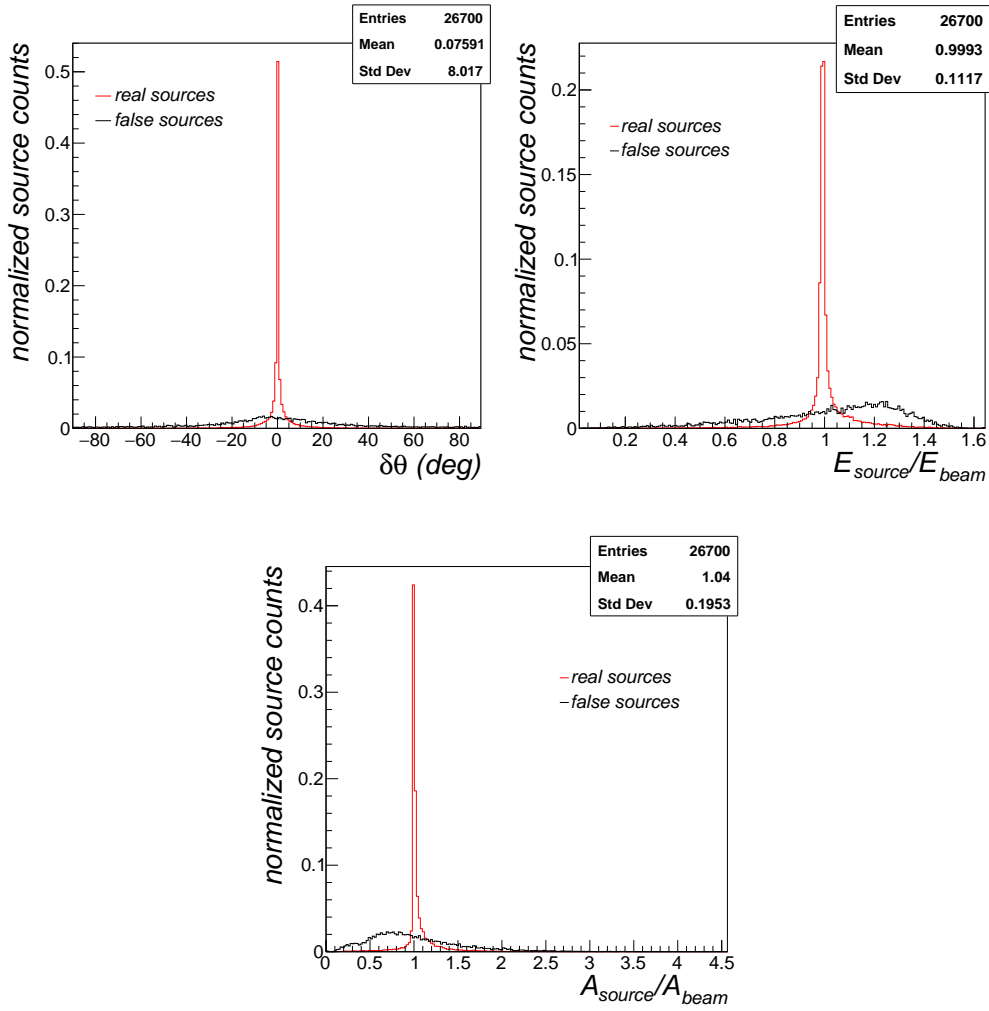 Entries 26700
Mean 0.07591
Std Dev 8.017
normalized source counts
real sources
false sources
0.5
0.4
0.3
0.2
0.1
0
−80 −60 −40 −20 0 20 40 60 80
δθ (deg)
Entries 26700
Mean 0.9993
Std Dev 0.1117
normalized source counts
real sources
false sources
0.2
0.15
0.1
0.05
0
0.2 0.4 0.6 0.8 1 1.2 1.4 1.6
E_source/E_beam
Entries 26700
Mean 1.04
Std Dev 0.1953
normalized source counts
real sources
false sources
0.4
0.3
0.2
0.1
0
0 0.5 1 1.5 2 2.5 3 3.5 4 4.5
A_source/A_beam